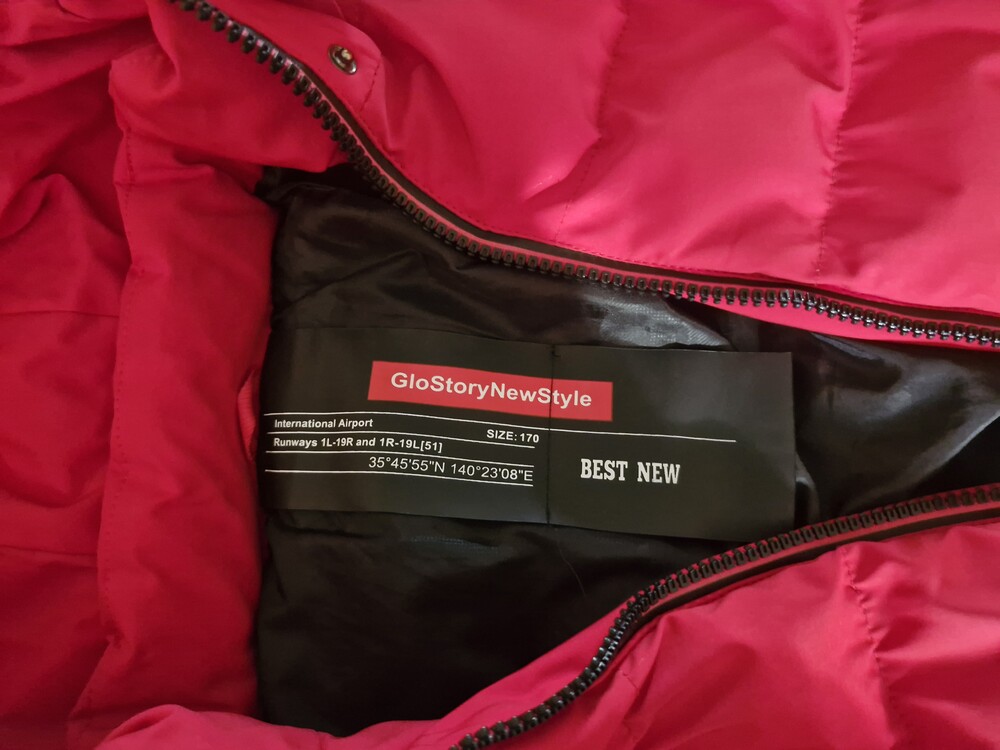 GloStoryNewStyle
International Airport
SIZE: 170
Runways 1L-19R and 1R-19L[51]
35°45'55"N 140°23'08"E
BEST NEW